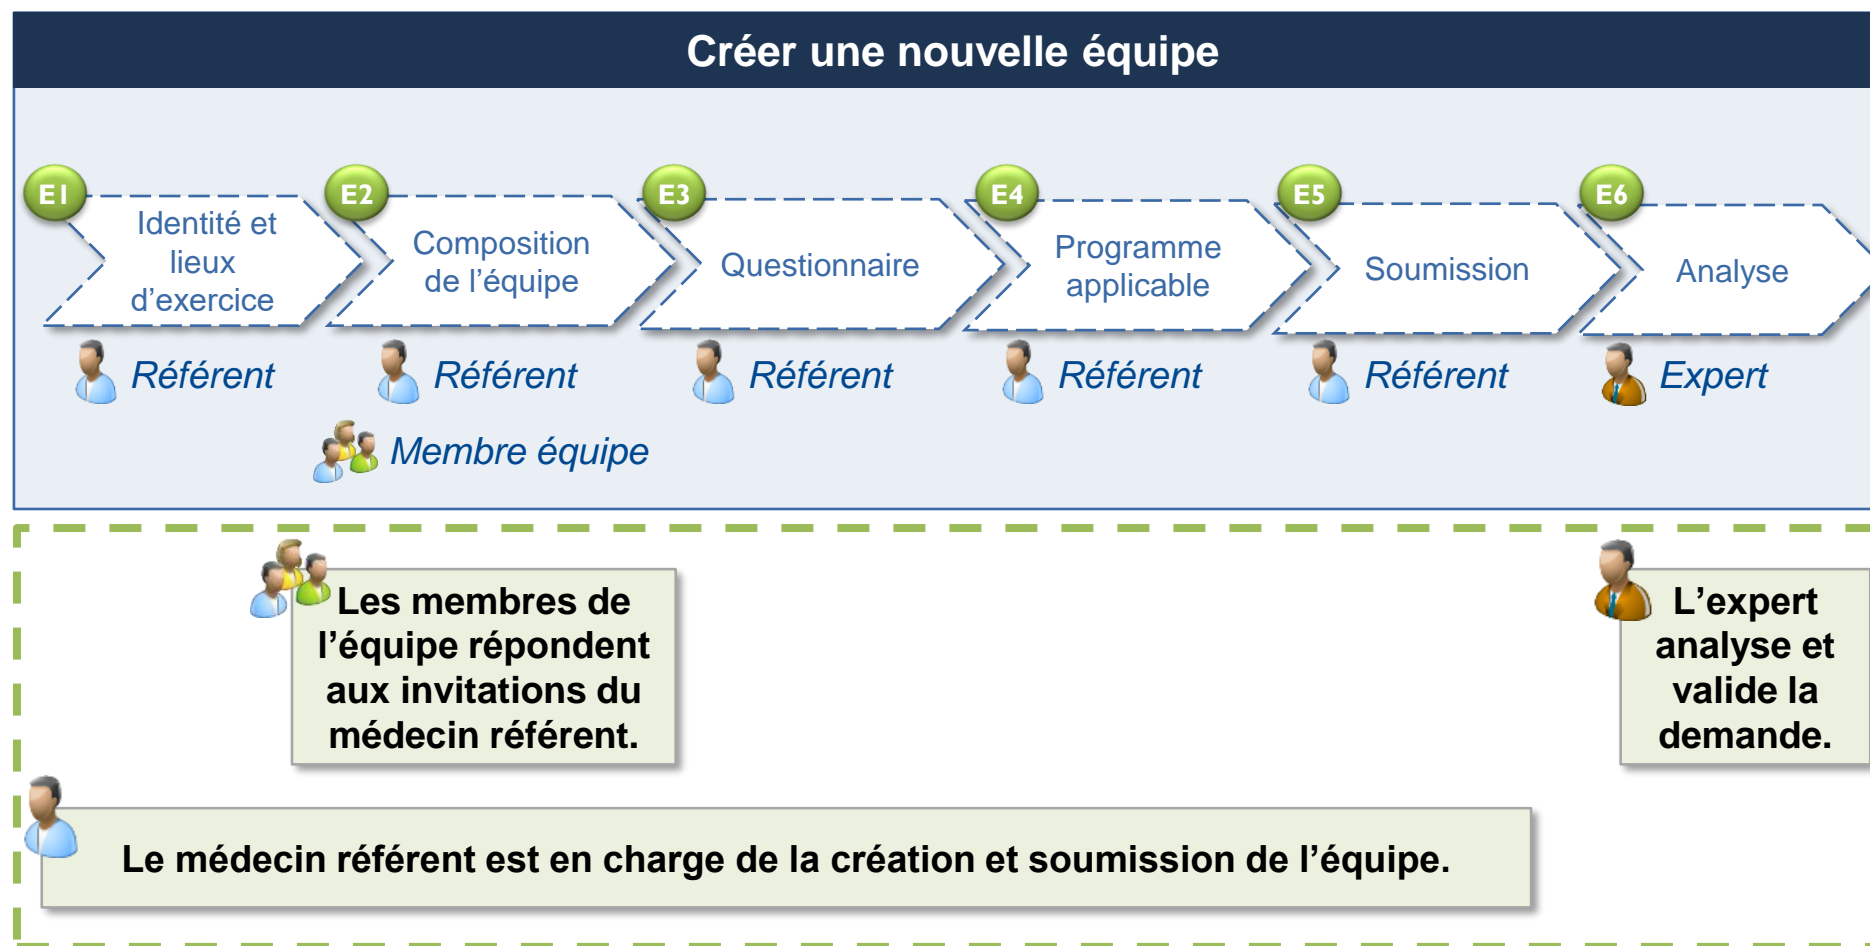 Créer une nouvelle équipe
E1
Identité et
lieux
d’exercice
Référent
E2
Composition
de l’équipe
Référent
Membre équipe
E3
Questionnaire
Référent
E4
Programme
applicable
Référent
E5
Soumission
Référent
E6
Analyse
Expert
Les membres de
l’équipe répondent
aux invitations du
médecin référent.
L’expert
analyse et
valide la
demande.
Le médecin référent est en charge de la création et soumission de l’équipe.